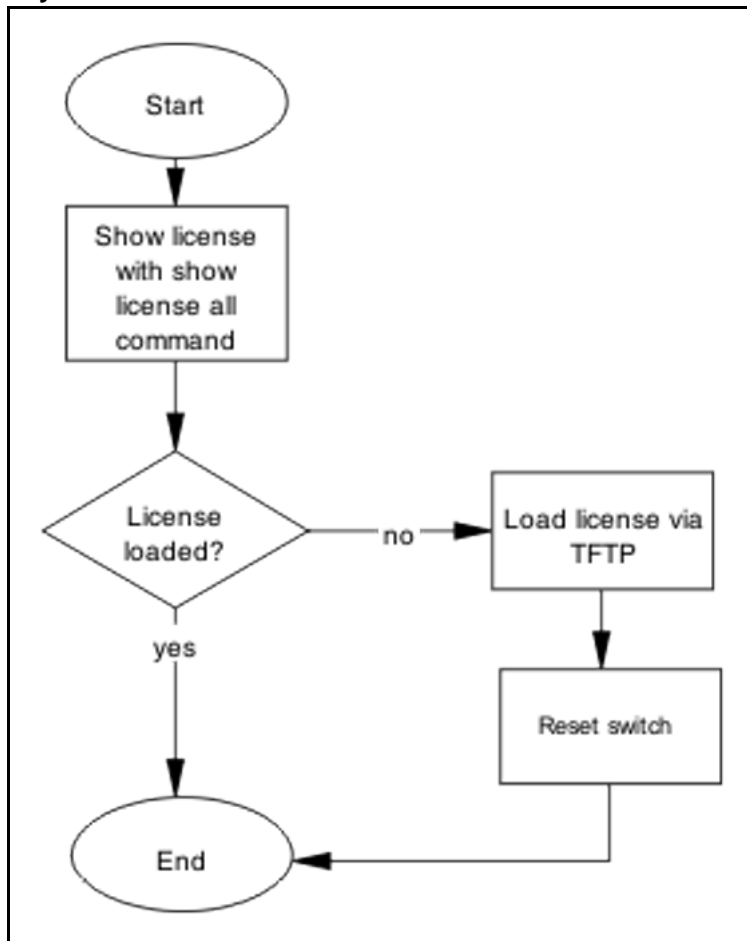 Start
Show license
with show
license all
command
License
loaded?
no
Load license via
TFTP
yes
Reset switch
End